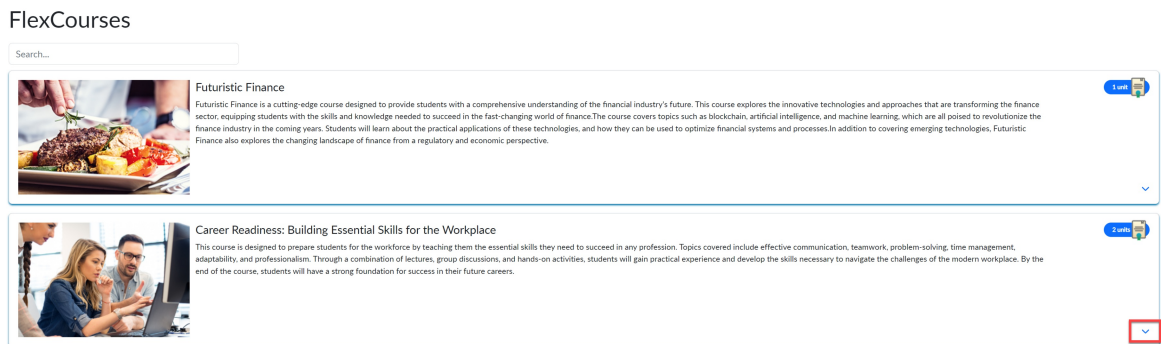 FlexCourses
Search...
Futuristic Finance
1 unit
Futuristic Finance is a cutting-edge course designed to provide students with a comprehensive understanding of the financial industry's future. This course explores the innovative technologies and approaches that are transforming the finance
sector, equipping students with the skills and knowledge needed to succeed in the fast-changing world of finance.The course covers topics such as blockchain, artificial intelligence, and machine learning, which are all poised to revolutionize the
finance industry in the coming years. Students will learn about the practical applications of these technologies, and how they can be used to optimize financial systems and processes.In addition to covering emerging technologies, Futuristic
Finance also explores the changing landscape of finance from a regulatory and economic perspective.
Career Readiness: Building Essential Skills for the Workplace
2 units
This course is designed to prepare students for the workforce by teaching them the essential skills they need to succeed in any profession. Topics covered include effective communication, teamwork, problem-solving, time management,
adaptability, and professionalism. Through a combination of lectures, group discussions, and hands-on activities, students will gain practical experience and develop the skills necessary to navigate the challenges of the modern workplace. By the
end of the course, students will have a strong foundation for success in their future careers.